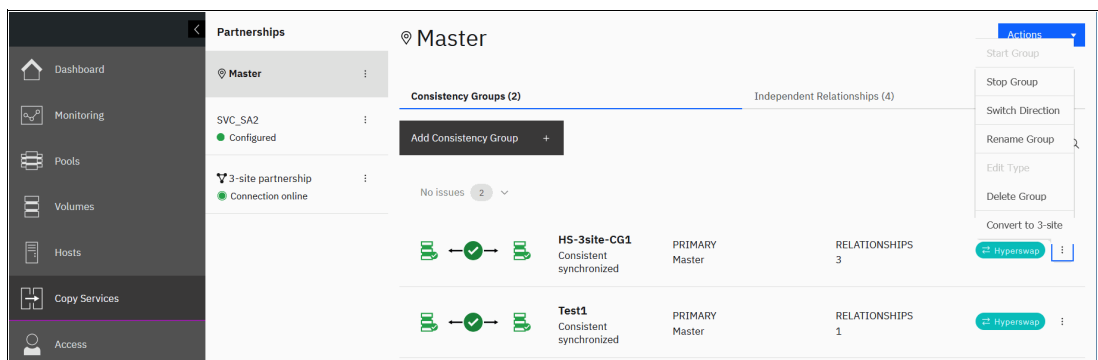 Partnerships
Master
Actions
Start Group
Dashboard
Master
Stop Group
Consistency Groups (2)
Independent Relationships (4)
Switch Direction
Monitoring
SVC_SA2
Configured
Add Consistency Group +
Rename Group
Pools
Edit Type
3-site partnership
Connection online
No issues 2
Delete Group
Volumes
Convert to 3-site
Hosts
HS-3site-CG1
Consistent
synchronized
PRIMARY
Master
RELATIONSHIPS
3
Hyperswap
Copy Services
Test1
Consistent
synchronized
PRIMARY
Master
RELATIONSHIPS
1
Hyperswap
Access